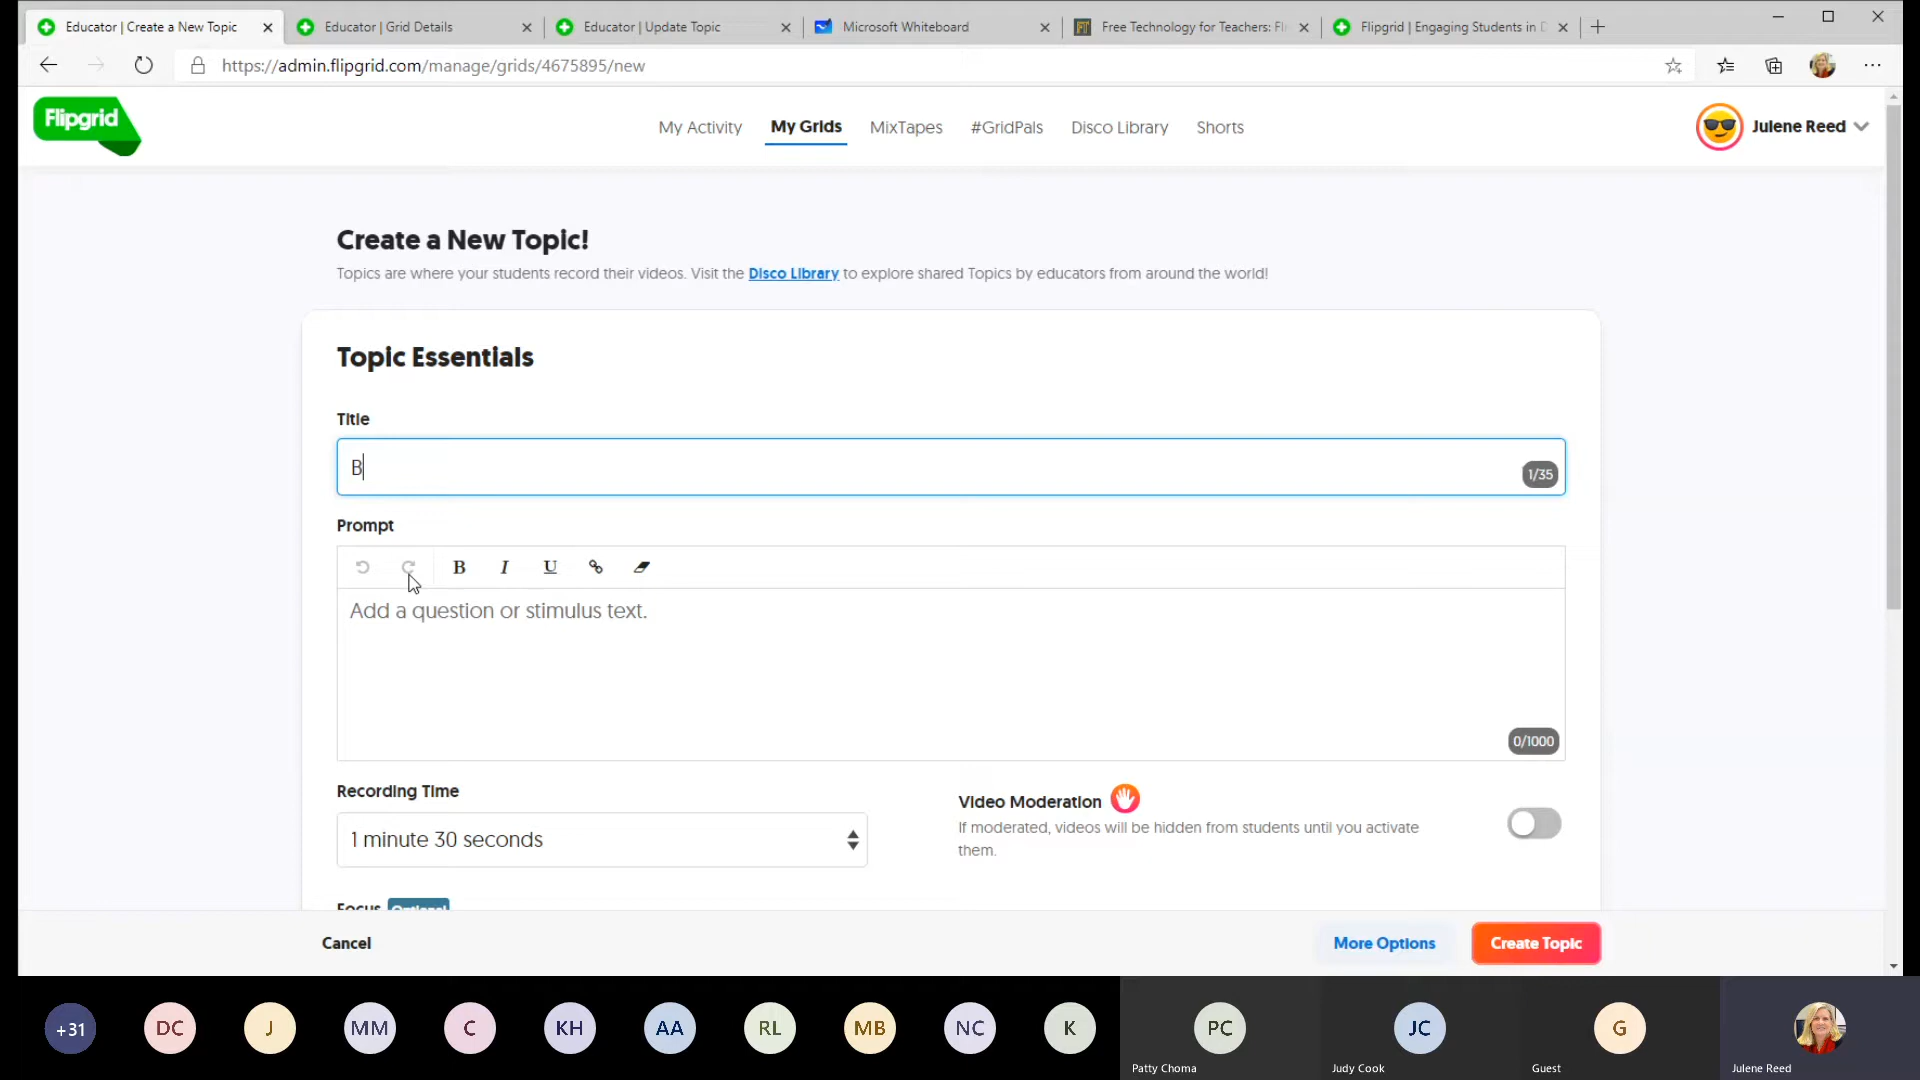 Educator | Create a New Topic
Educator | Grid Details
Educator | Update Topic
Microsoft Whiteboard
Free Technology for Teachers: Fli
Flipgrid | Engaging Students in D
https://admin.flipgrid.com/manage/grids/4675895/new
Flipgrid
My Activity
My Grids
MixTapes
#GridPals
Disco Library
Shorts
Julene Reed
Create a New Topic!
Topics are where your students record their videos. Visit the Disco Library to explore shared Topics by educators from around the world!
Topic Essentials
Title
B
1/35
Prompt
B I U
Add a question or stimulus text.
0/1000
Recording Time
1 minute 30 seconds
Video Moderation
If moderated, videos will be hidden from students until you activate
them.
Focus Optional
Cancel
More Options
Create Topic
+31
DC
J
MM
C
KH
AA
RL
MB
NC
K
PC
Patty Choma
JC
Judy Cook
G
Guest
Julene Reed